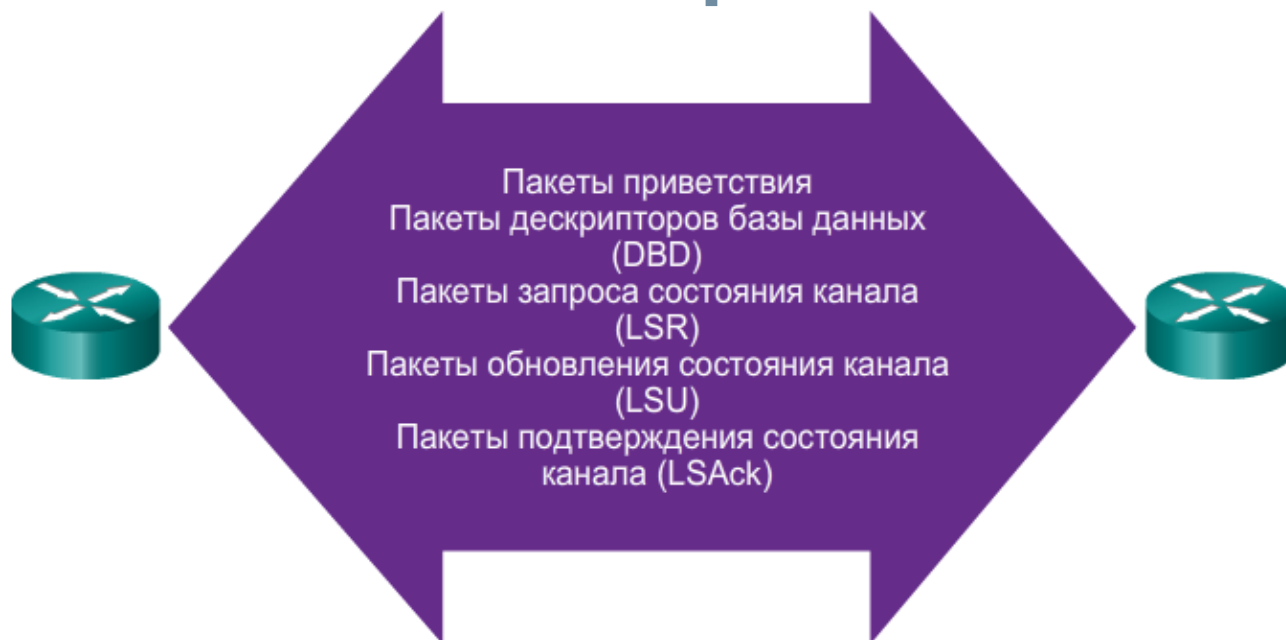 Пакеты приветствия
Пакеты дескрипторов базы данных
(DBD)
Пакеты запроса состояния канала
(LSR)
Пакеты обновления состояния канала
(LSU)
Пакеты подтверждения состояния
канала (LSAck)